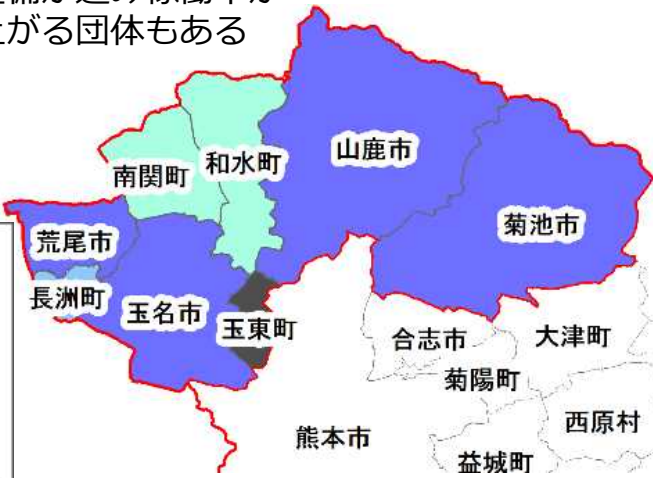 上がる団体もある
山鹿市
和水町
南関町
菊池市
荒尾市
長洲町
玉名市
玉東町
合志市
大津町
菊陽町
西原村
熊本市
益城町